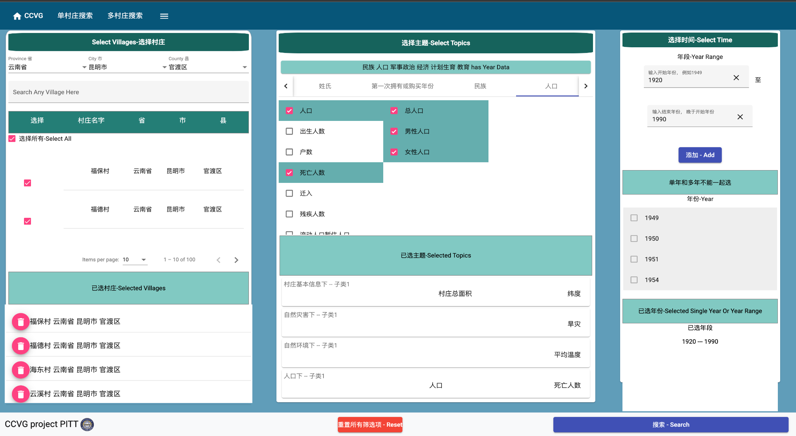 CCVG 单村庄搜索 多村庄搜索
Select Villages-选择村庄
Province 省 City 市 County 县
云南省 昆明市 官渡区
Search Any Village Here
选择 村庄名字 省 市 县
选择所有-Select All
福保村 云南省 昆明市 官渡区
福德村 云南省 昆明市 官渡区
Items per page: 10 1 – 10 of 100
已选村庄-Selected Villages
福保村 云南省 昆明市 官渡区
福德村 云南省 昆明市 官渡区
海东村 云南省 昆明市 官渡区
云溪村 云南省 昆明市 官渡区
选择主题-Select Topics
民族 人口 军事政治 经济 计划生育 教育 has Year Data
姓氏 第一次拥有或购买年份 民族 人口
人口 总人口
出生人数 男性人口
户数 女性人口
死亡人数
迁入
残疾人数
流动人口/暂住人口
已选主题-Selected Topics
村庄基本信息下 – 子类1
村庄总面积 纬度
自然灾害下 – 子类1
旱灾
自然环境下 – 子类1
平均温度
人口下 – 子类1
人口 死亡人数
选择时间-Select Time
年段-Year Range
输入开始年份, 例如1949
1920
至
输入结束年份, 晚于开始年份
1990
添加 - Add
单年和多年不能一起选
年份-Year
1949
1950
1951
1954
已选年份-Selected Single Year Or Year Range
已选年段
1920 — 1990
CCVG project PITT
重置所有筛选项 - Reset
搜索 - Search